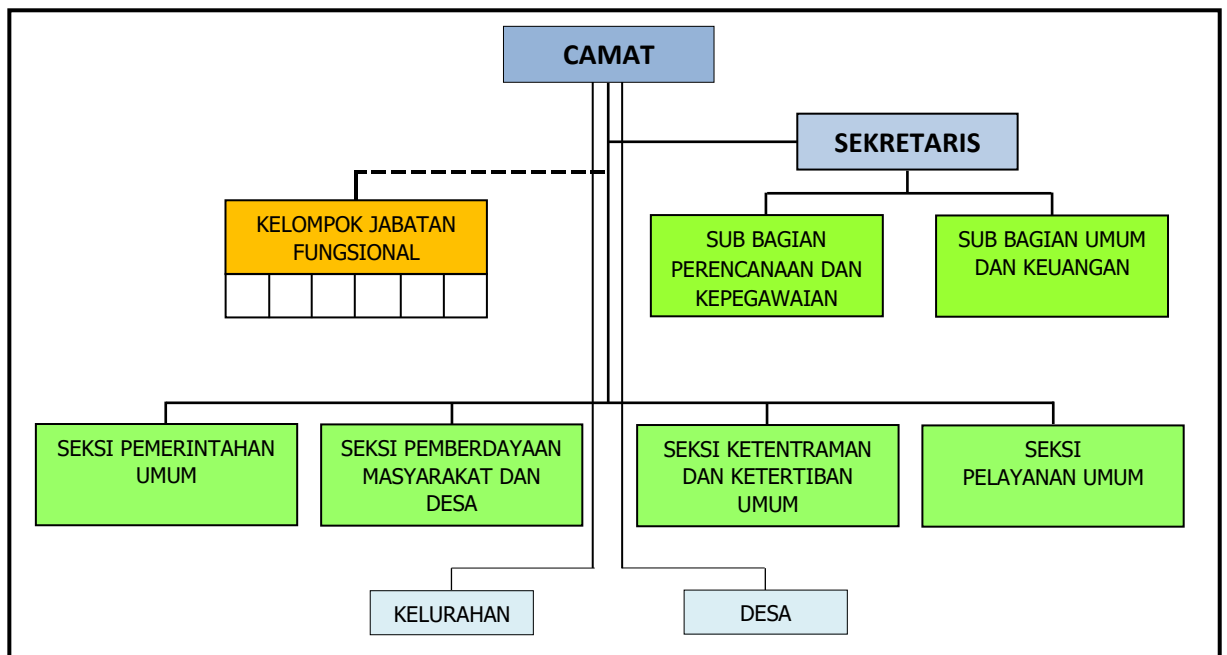 CAMAT
SEKRETARIS
KELOMPOK JABATAN
FUNGSIONAL
SUB BAGIAN
PERENCANAAN DAN
KEPEGAWAIAN
SUB BAGIAN UMUM
DAN KEUANGAN
SEKSI PEMERINTAHAN
UMUM
SEKSI PEMBERDAYAAN
MASYARAKAT DAN
DESA
SEKSI KETENTRAMAN
DAN KETERTIBAN
UMUM
SEKSI
PELAYANAN UMUM
KELURAHAN
DESA